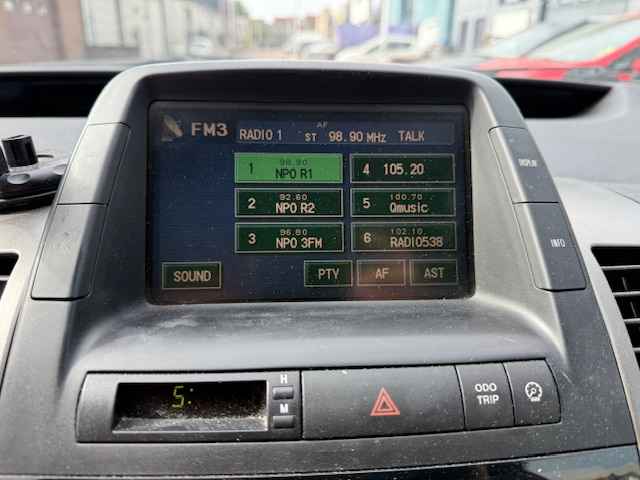 AF
FM3 RADIO 1 ST 98.90 MHz TALK
1 98.90 NPO R1
4 105.20
2 92.60 NPO R2
5 100.70 Qmusic
3 96.80 NPO 3FM
6 102.10 RADIO538
SOUND PTY AF AST
DISPLAY
INFO
5:
H
M
ODO
TRIP